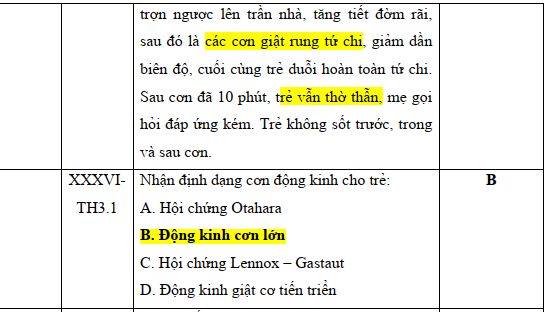 trợn ngược lên trần nhà, tăng tiết đờm rãi,
sau đó là các cơn giật rung tứ chi, giảm dần
biên độ, cuối cùng trẻ duỗi hoàn toàn tứ chi.
Sau cơn đã 10 phút, trẻ vẫn thờ thẫn, mẹ gọi
hỏi đáp ứng kém. Trẻ không sốt trước, trong
và sau cơn.
XXXVI-
TH3.1
Nhận định dạng cơn động kinh cho trẻ:
A. Hội chứng Otahara
B. Động kinh cơn lớn
C. Hội chứng Lennox – Gastaut
D. Động kinh giật cơ tiến triển
B